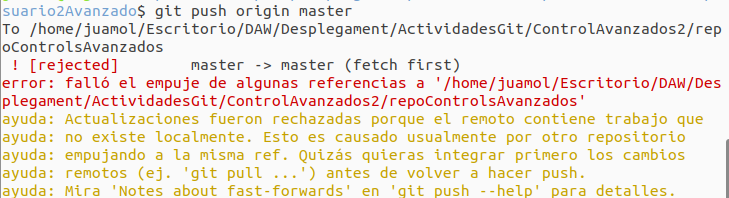 suario2Avanzado$ git push origin master
To /home/juamol/Escritorio/DAW/Desplegament/ActividadesGit/ControlAvanzados2/rep
oControlsAvanzados
 ! [rejected]        master -> master (fetch first)
error: falló el empuje de algunas referencias a '/home/juamol/Escritorio/DAW/Des
plegament/ActividadesGit/ControlAvanzados2/repoControlsAvanzados'
ayuda: Actualizaciones fueron rechazadas porque el remoto contiene trabajo que
ayuda: no existe localmente. Esto es causado usualmente por otro repositorio
ayuda: empujando a la misma ref. Quizás quieras integrar primero los cambios
ayuda: remotos (ej. 'git pull ...') antes de volver a hacer push.
ayuda: Mira 'Notes about fast-forwards' en 'git push --help' para detalles.